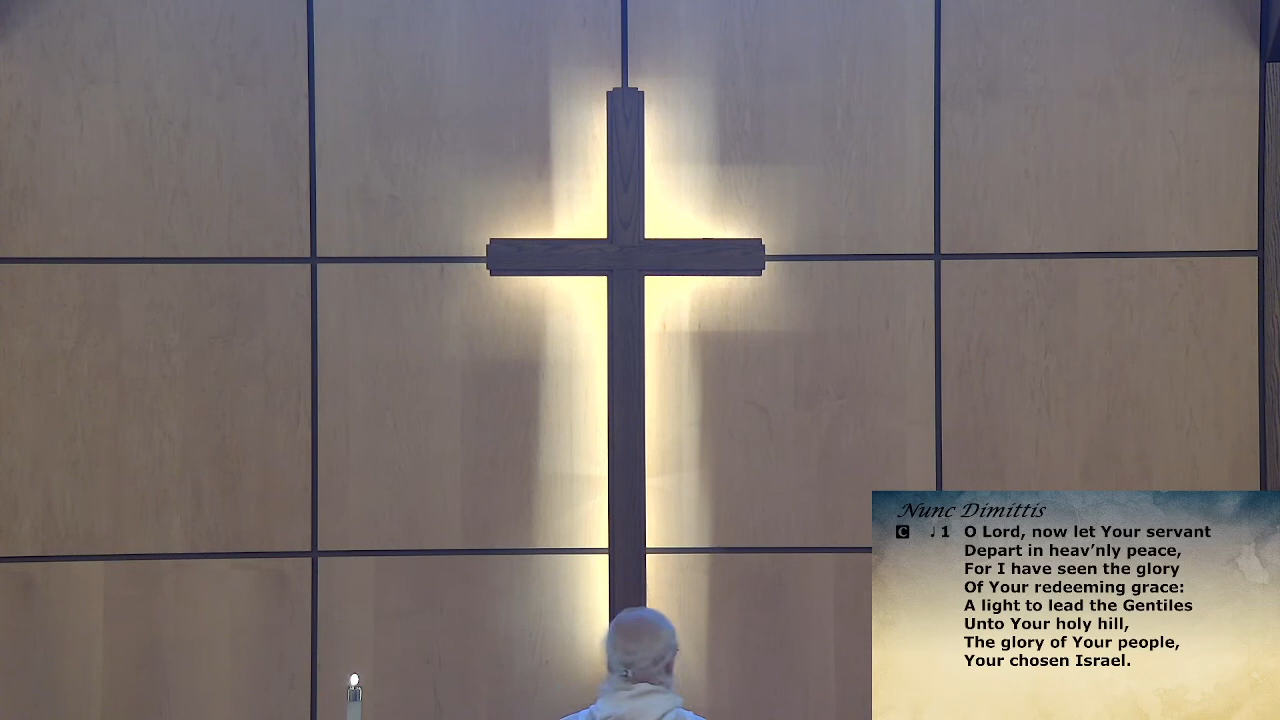 Nunc Dimittis
C ♩1 O Lord, now let Your servant
Depart in heav’nly peace,
For I have seen the glory
Of Your redeeming grace:
A light to lead the Gentiles
Unto Your holy hill,
The glory of Your people,
Your chosen Israel.